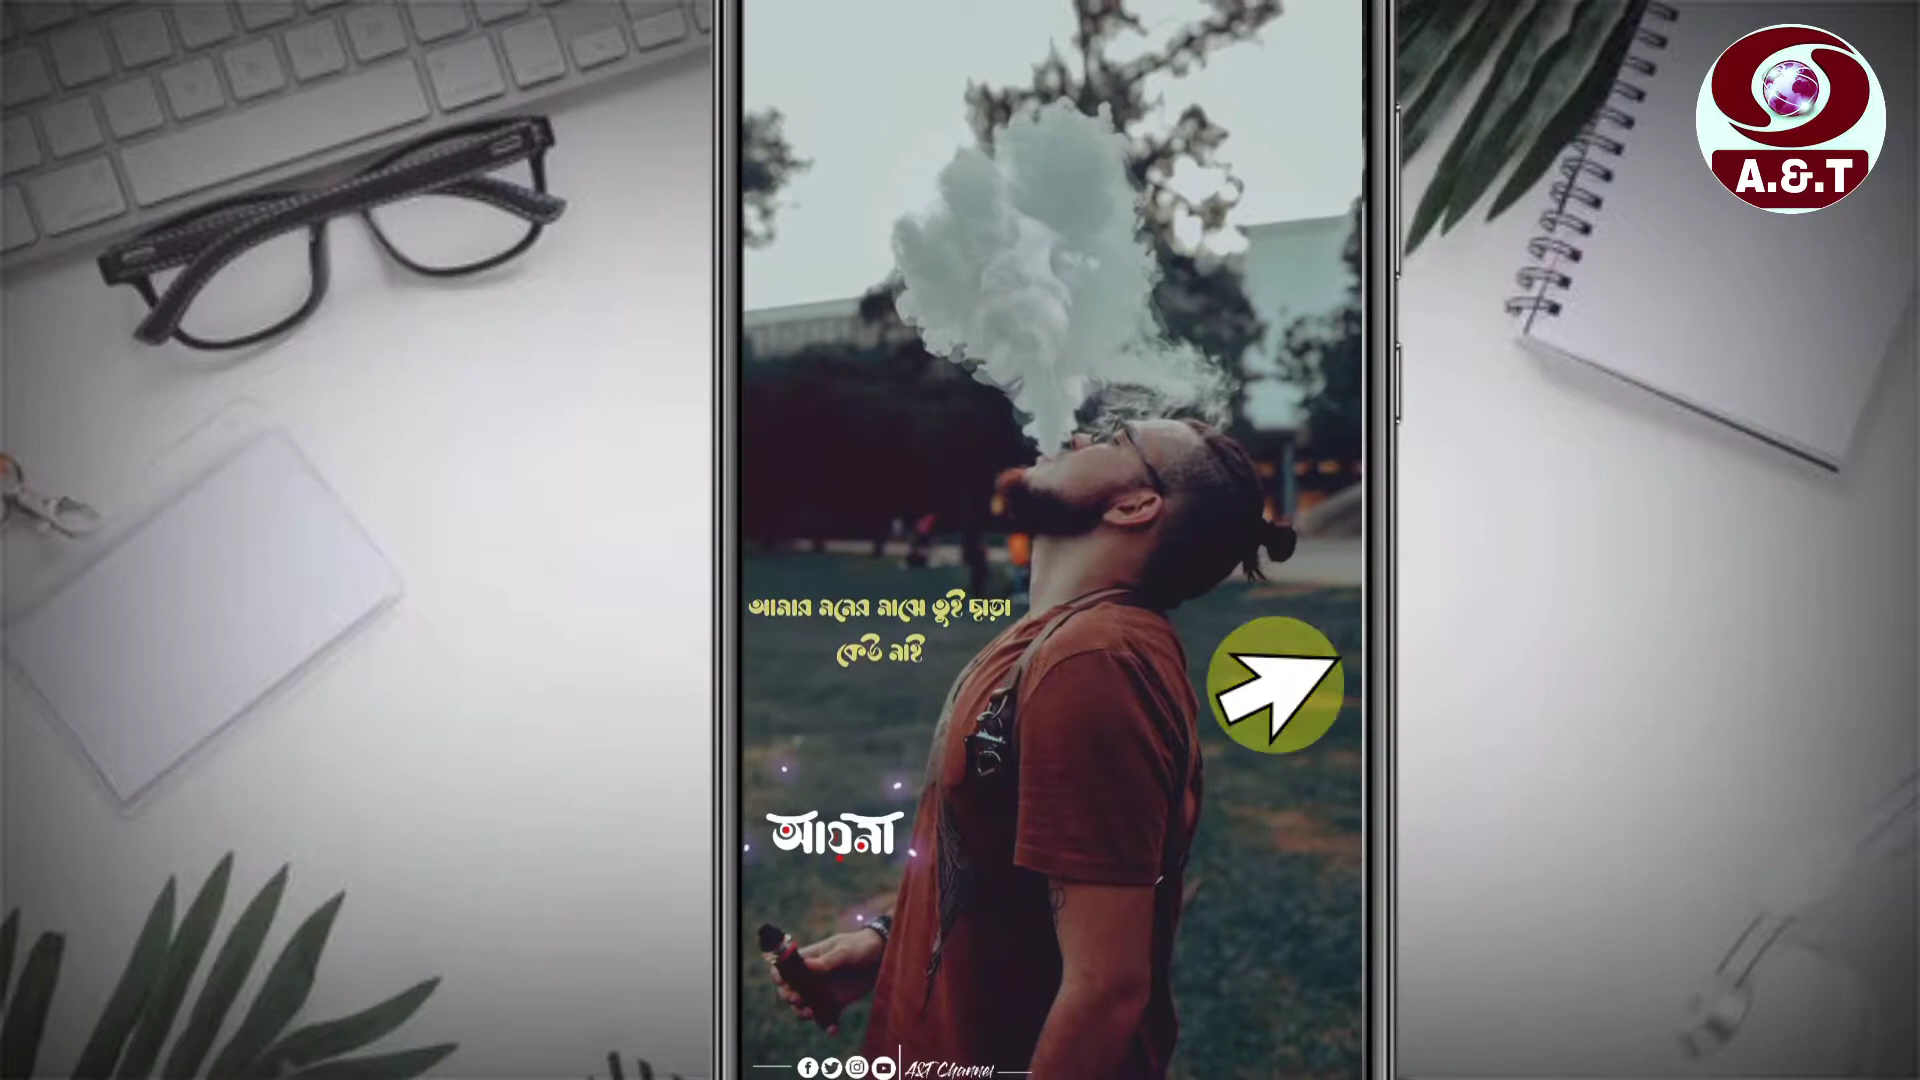 A.&.T
আমার মনের মাঝে তুই ছাড়া
কেউ নাই
আয়না
A&T Channel